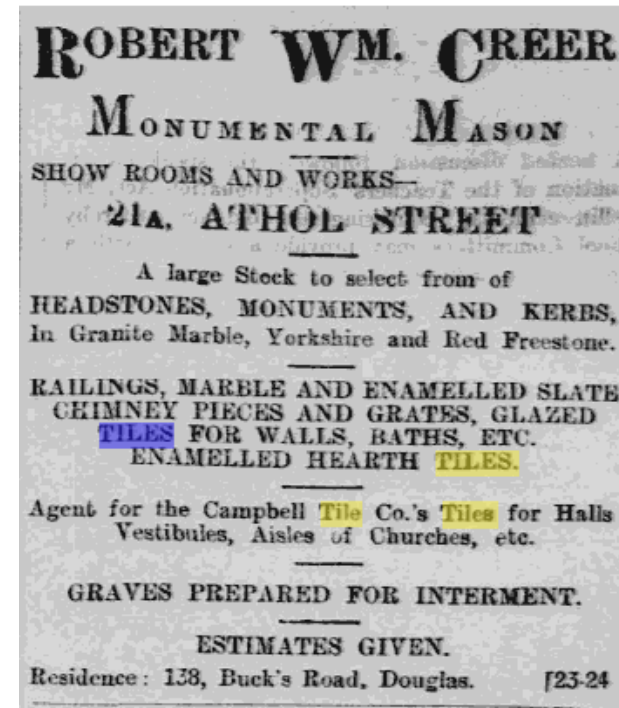 ROBERT WM. CREER
MONUMENTAL MASON
SHOW ROOMS AND WORKS—
21A, ATHOL STREET
A large Stock to select from of
HEADSTONES, MONUMENTS, AND KERBS,
In Granite Marble, Yorkshire and Red Freestone.
RAILINGS, MARBLE AND ENAMELLED SLATE
CHIMNEY PIECES AND GRATES, GLAZED
TILES FOR WALLS, BATHS, ETC.
ENAMELLED HEARTH TILES.
Agent for the Campbell Tile Co.'s Tiles for Halls
Vestibules, Aisles of Churches, etc.
GRAVES PREPARED FOR INTERMENT.
ESTIMATES GIVEN.
Residence: 138, Buck's Road, Douglas. [23-24